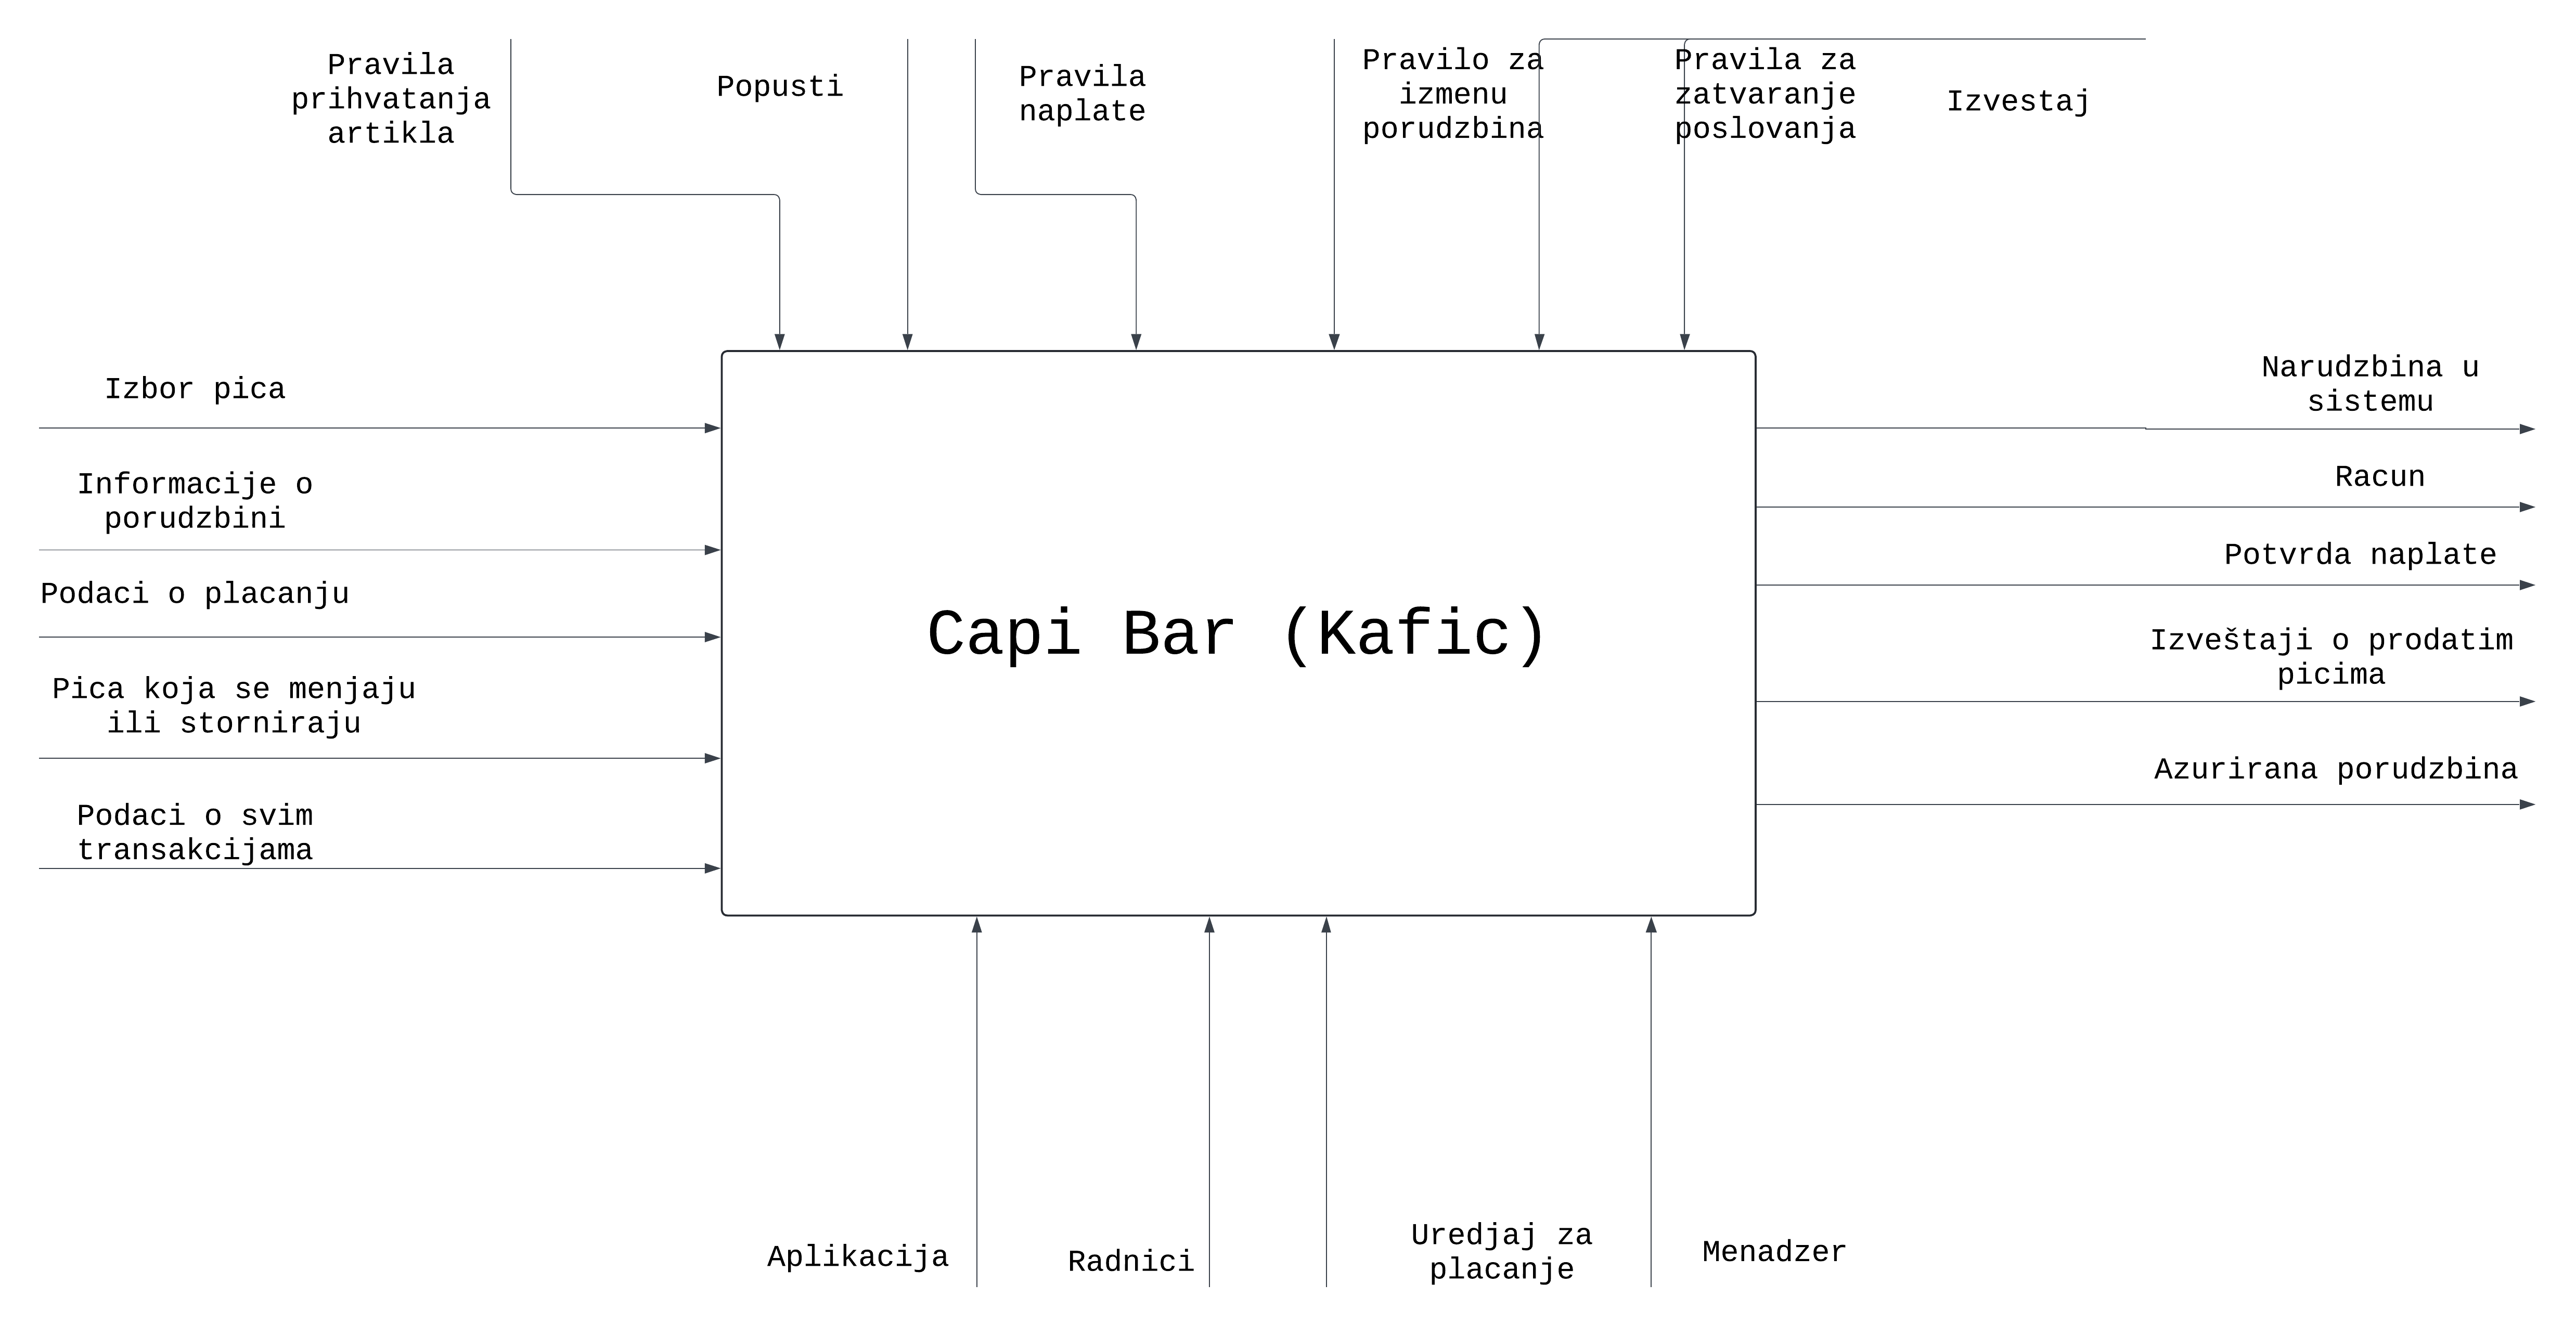 Pravila
prihvatanja
artikla
Popusti
Pravila
naplate
Pravilo za
izmenu
porudzbina
Pravila za
zatvaranje
poslovanja
Izvestaj
Izbor pica
Informacije o
porudzbini
Podaci o placanju
Pica koja se menjaju
ili storniraju
Podaci o svim
transakcijama
Capi Bar (Kafic)
Narudzbina u
sistemu
Racun
Potvrda naplate
Izveštaji o prodatim
picima
Azurirana porudzbina
Aplikacija
Radnici
Uredjaj za
placanje
Menadzer